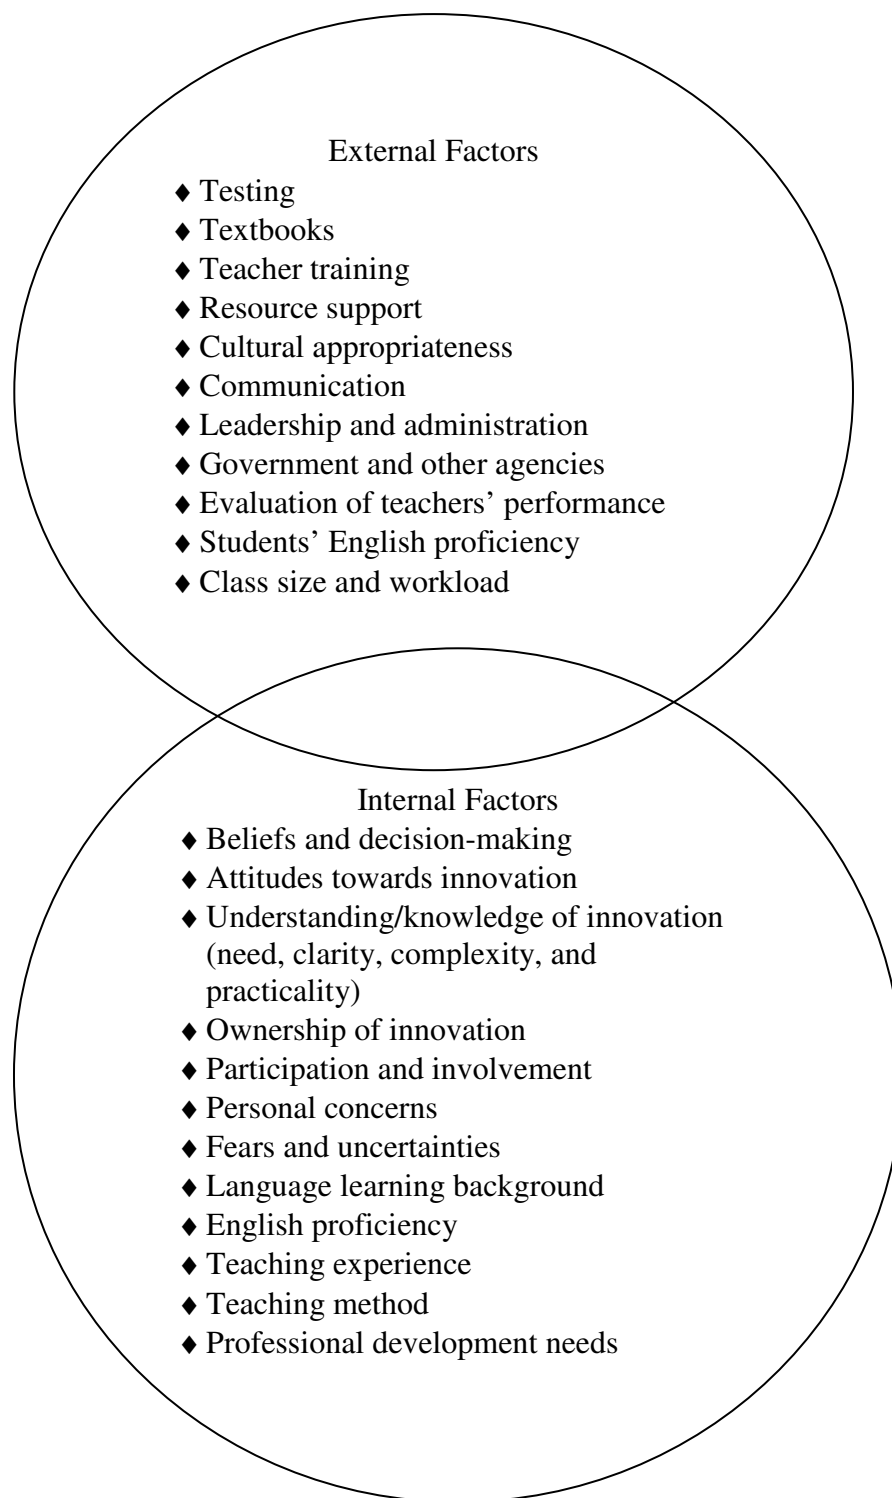 External Factors
♦ Testing
♦ Textbooks
♦ Teacher training
♦ Resource support
♦ Cultural appropriateness
♦ Communication
♦ Leadership and administration
♦ Government and other agencies
♦ Evaluation of teachers’ performance
♦ Students’ English proficiency
♦ Class size and workload
Internal Factors
♦ Beliefs and decision-making
♦ Attitudes towards innovation
♦ Understanding/knowledge of innovation
(need, clarity, complexity, and
practicality)
♦ Ownership of innovation
♦ Participation and involvement
♦ Personal concerns
♦ Fears and uncertainties
♦ Language learning background
♦ English proficiency
♦ Teaching experience
♦ Teaching method
♦ Professional development needs